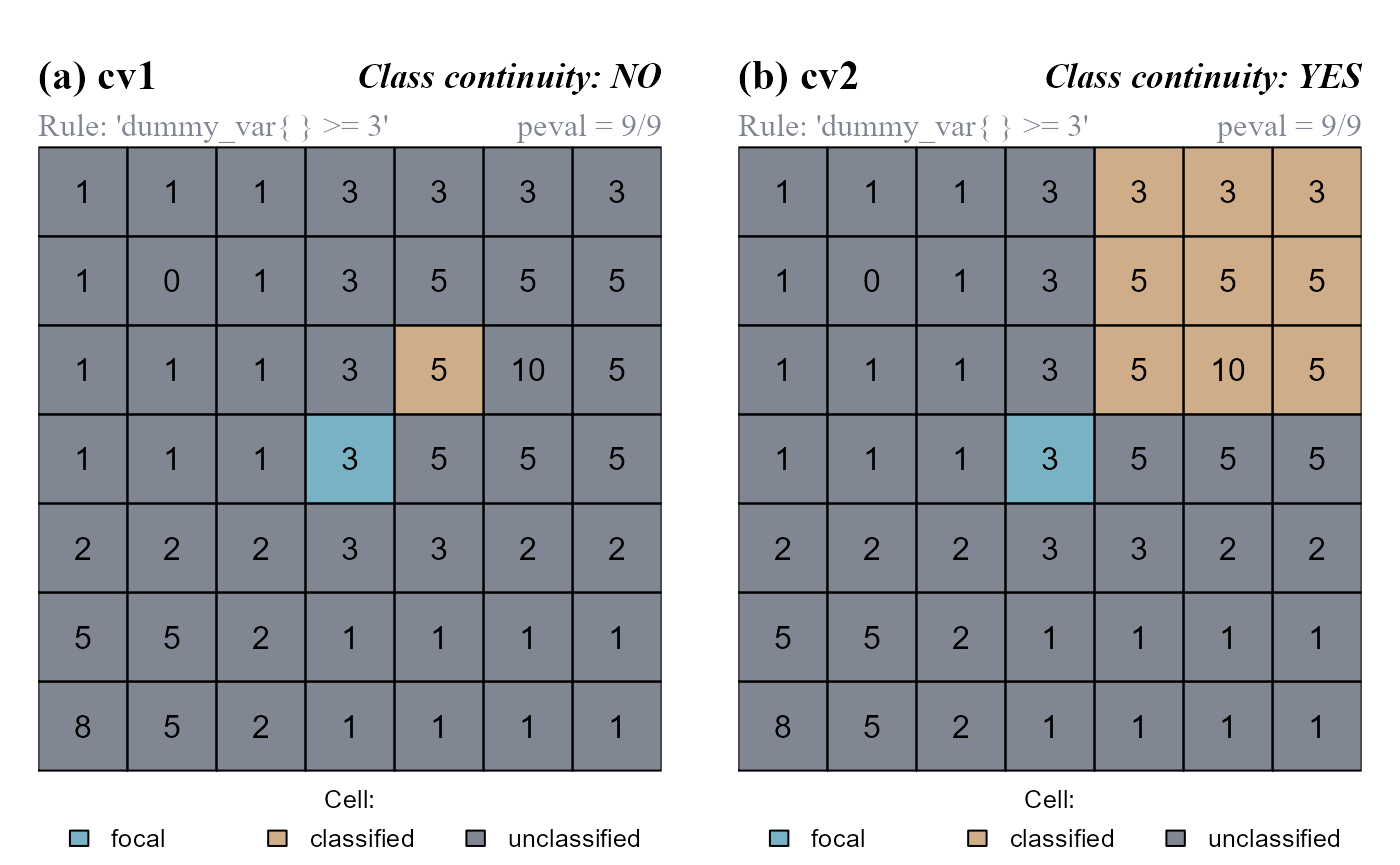 (a) cv1 Class continuity: NO
Rule: 'dummy_var{ } >= 3' peval = 9/9
1 1 1 3 3 3 3
1 0 1 3 5 5 5
1 1 1 3 5 10 5
1 1 1 3 5 5 5
2 2 2 3 3 2 2
5 5 2 1 1 1 1
8 5 2 1 1 1 1
Cell:
focal classified unclassified
(b) cv2 Class continuity: YES
Rule: 'dummy_var{ } >= 3' peval = 9/9
1 1 1 3 3 3 3
1 0 1 3 5 5 5
1 1 1 3 5 10 5
1 1 1 3 5 5 5
2 2 2 3 3 2 2
5 5 2 1 1 1 1
8 5 2 1 1 1 1
Cell:
focal classified unclassified